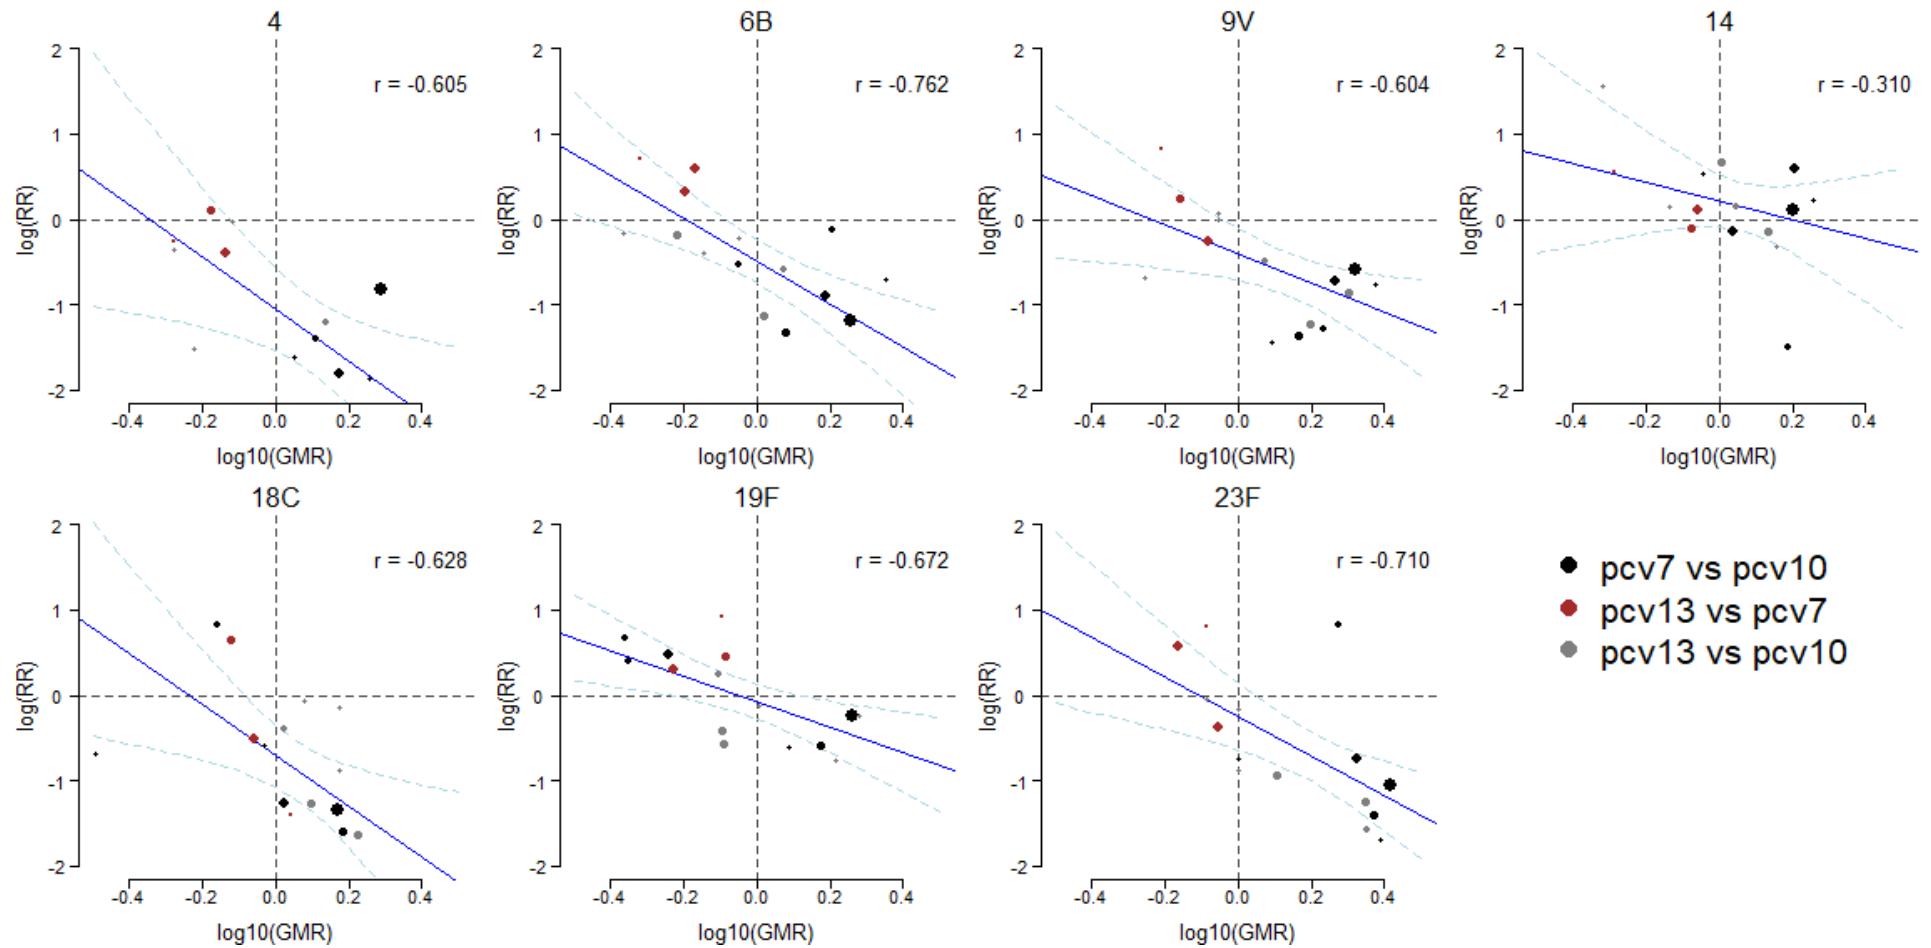 4
6B
9V
14
r = -0.605
r = -0.762
r = -0.604
r = -0.310
2
1
0
-1
-2
log(RR)
2
1
0
-1
-2
log(RR)
2
1
0
-1
-2
log(RR)
2
1
0
-1
-2
log(RR)
-0.4 -0.2 0.0 0.2 0.4
-0.4 -0.2 0.0 0.2 0.4
-0.4 -0.2 0.0 0.2 0.4
-0.4 -0.2 0.0 0.2 0.4
log10(GMR)
log10(GMR)
log10(GMR)
log10(GMR)
18C
19F
23F
r = -0.628
r = -0.672
r = -0.710
2
1
0
-1
-2
log(RR)
2
1
0
-1
-2
log(RR)
2
1
0
-1
-2
log(RR)
-0.4 -0.2 0.0 0.2 0.4
-0.4 -0.2 0.0 0.2 0.4
-0.4 -0.2 0.0 0.2 0.4
log10(GMR)
log10(GMR)
log10(GMR)
pcv7 vs pcv10
pcv13 vs pcv7
pcv13 vs pcv10